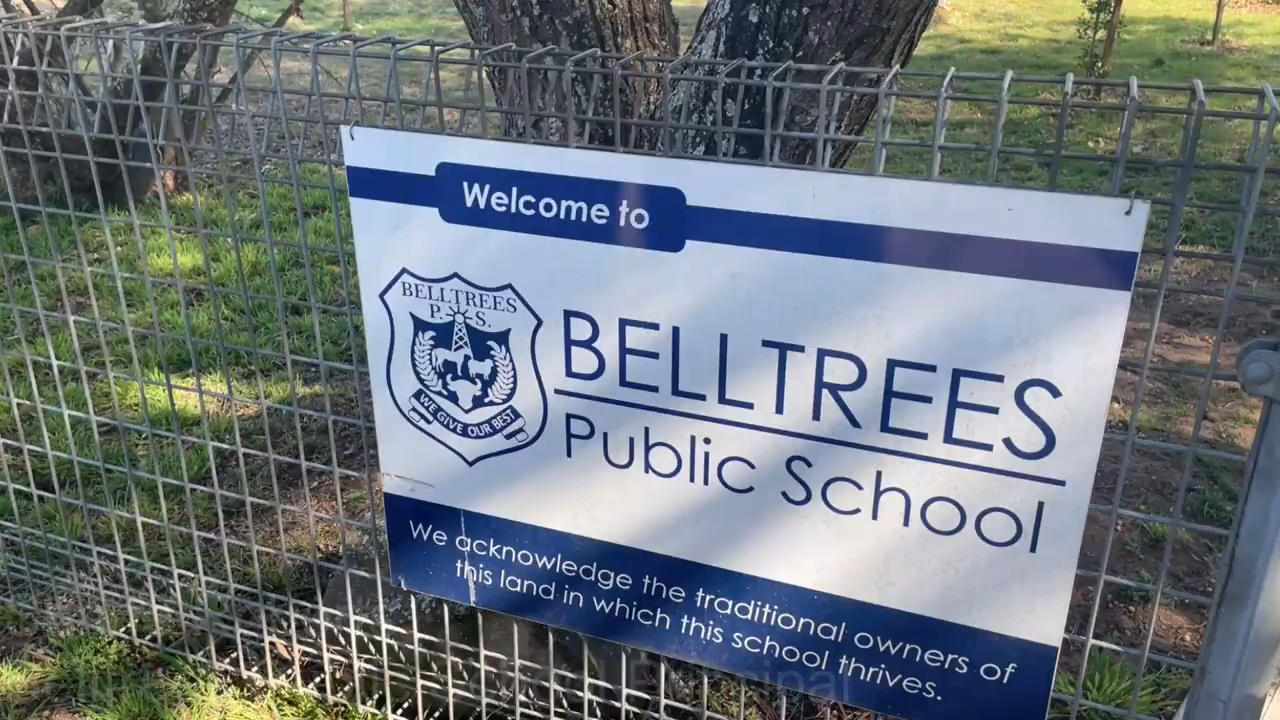 Welcome to
BELLTREES
P. S.
WE GIVE OUR BEST
BELLTREES
Public School
We acknowledge the traditional owners of
this land in which this school thrives.